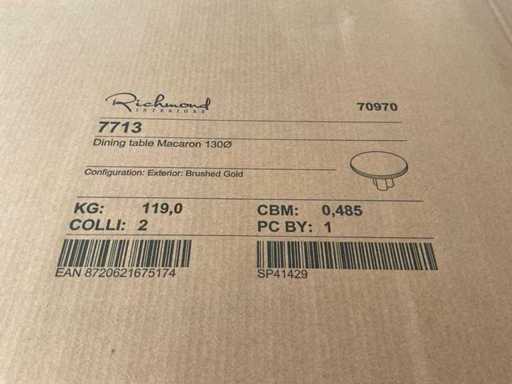 Richmond
INTERIORS
70970
7713
Dining table Macaron 130Ø
Configuration: Exterior: Brushed Gold
KG: 119,0 CBM: 0,485
COLLI: 2 PC BY: 1
EAN 8720621675174 SP41429